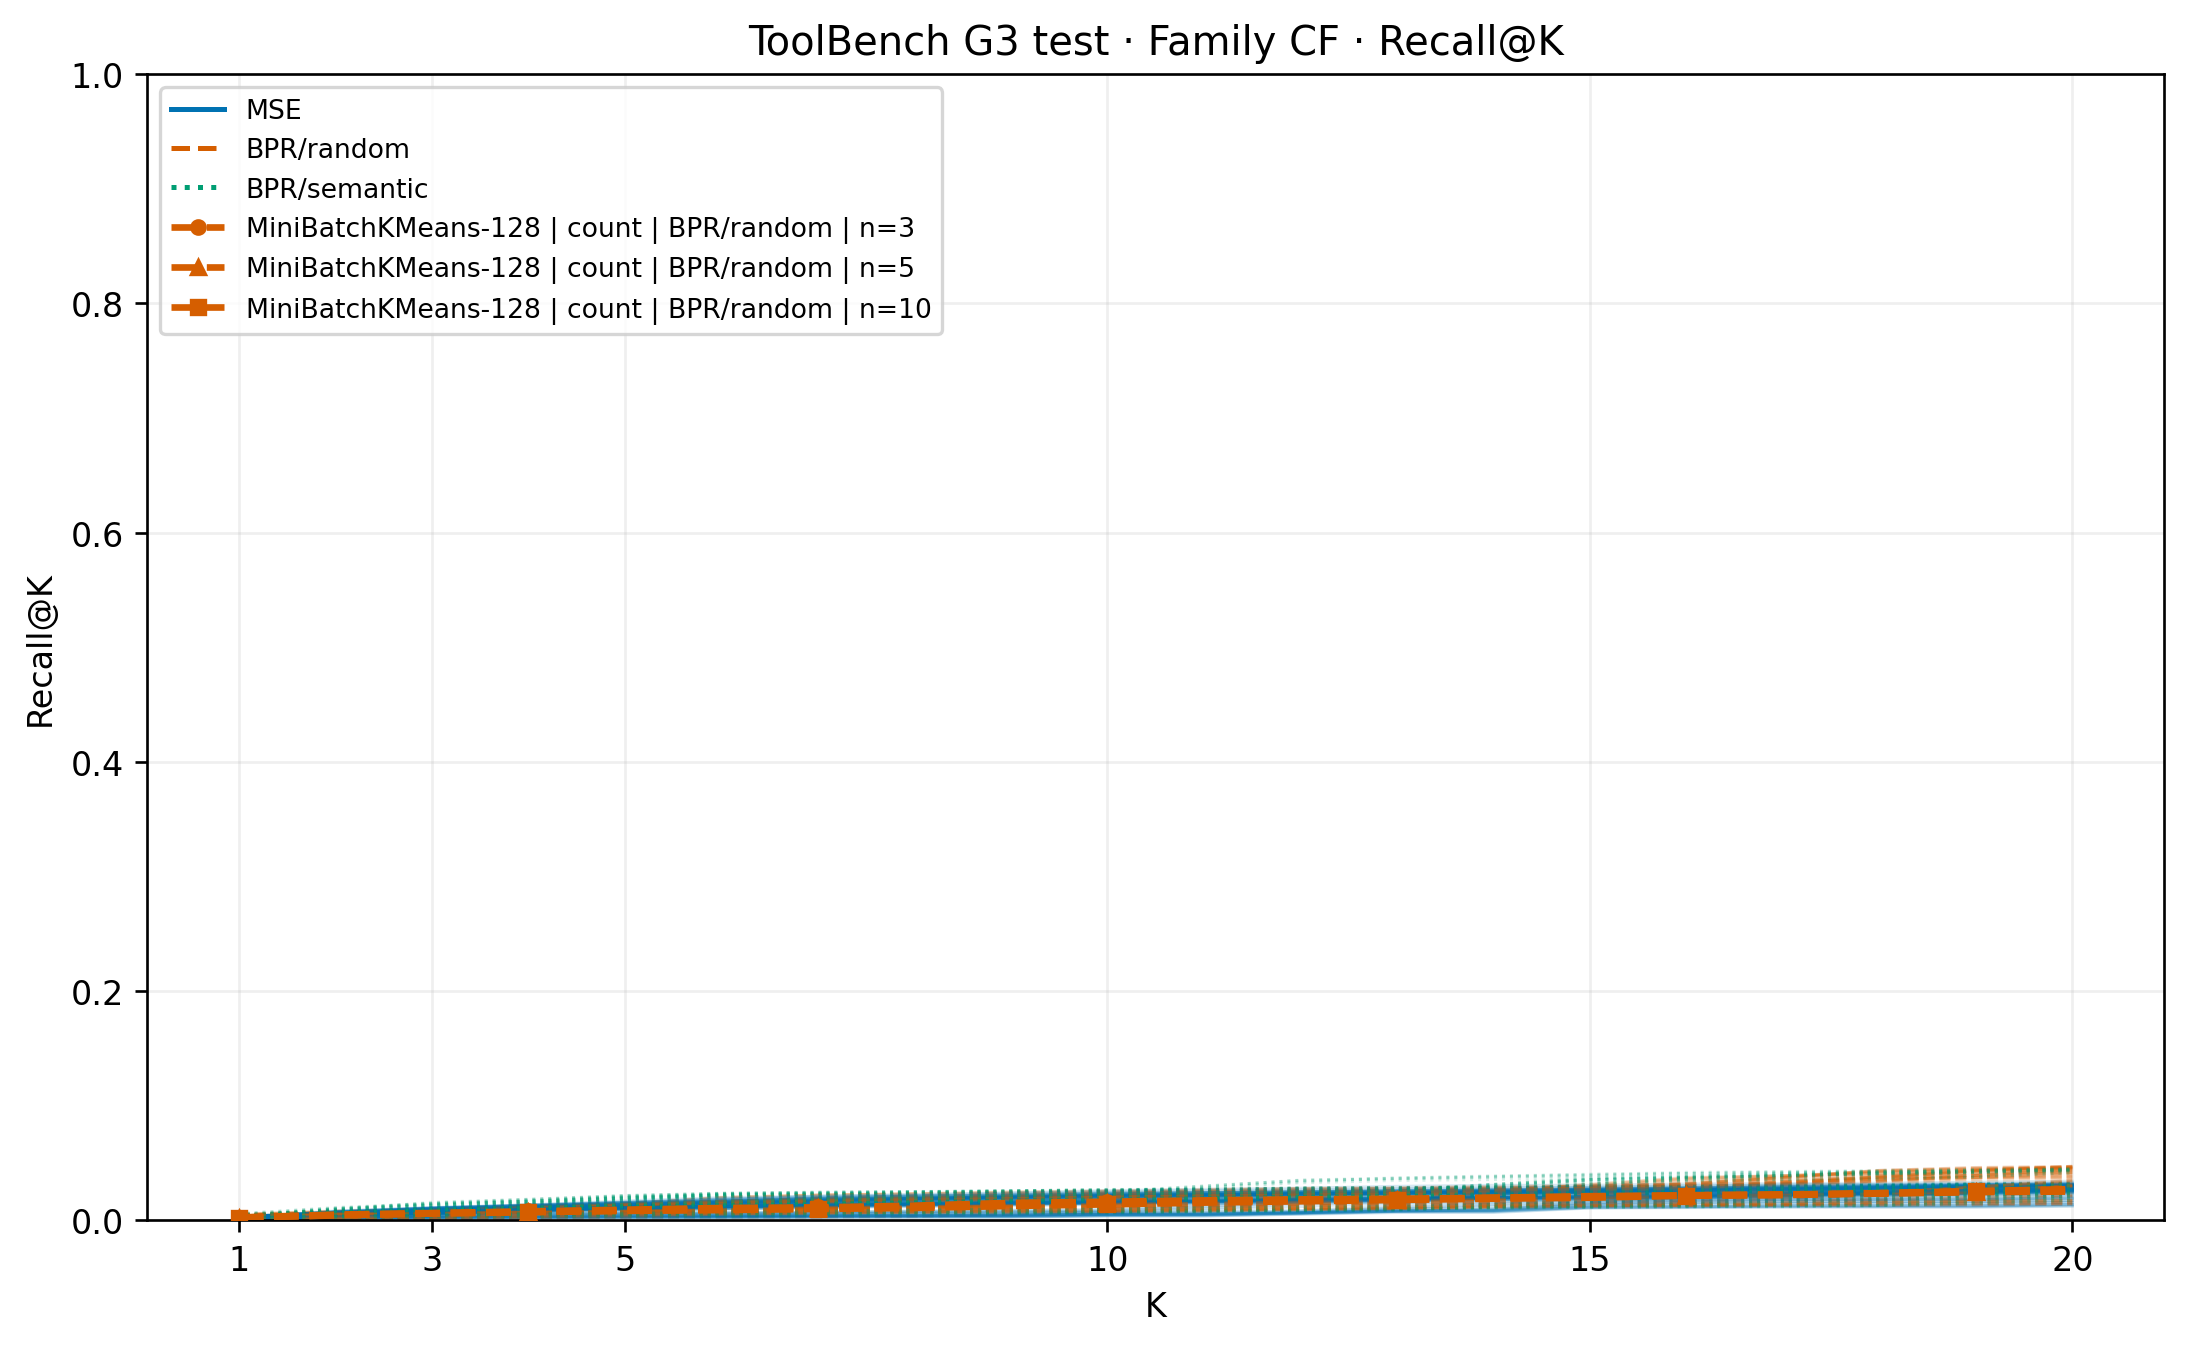 ToolBench G3 test · Family CF · Recall@K
1.0
0.8
0.6
0.4
0.2
0.0
Recall@K
MSE
BPR/random
BPR/semantic
MiniBatchKMeans-128 | count | BPR/random | n=3
MiniBatchKMeans-128 | count | BPR/random | n=5
MiniBatchKMeans-128 | count | BPR/random | n=10
1 3 5 10 15 20
K